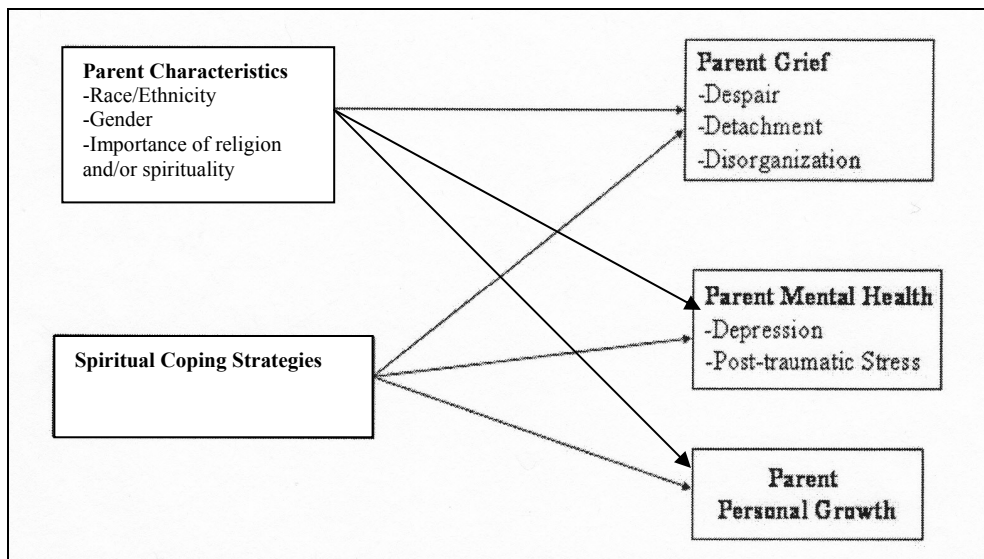 Parent Characteristics
-Race/Ethnicity
-Gender
-Importance of religion
and/or spirituality
Spiritual Coping Strategies
Parent Grief
-Despair
-Detachment
-Disorganization
Parent Mental Health
-Depression
-Post-traumatic Stress
Parent
Personal Growth